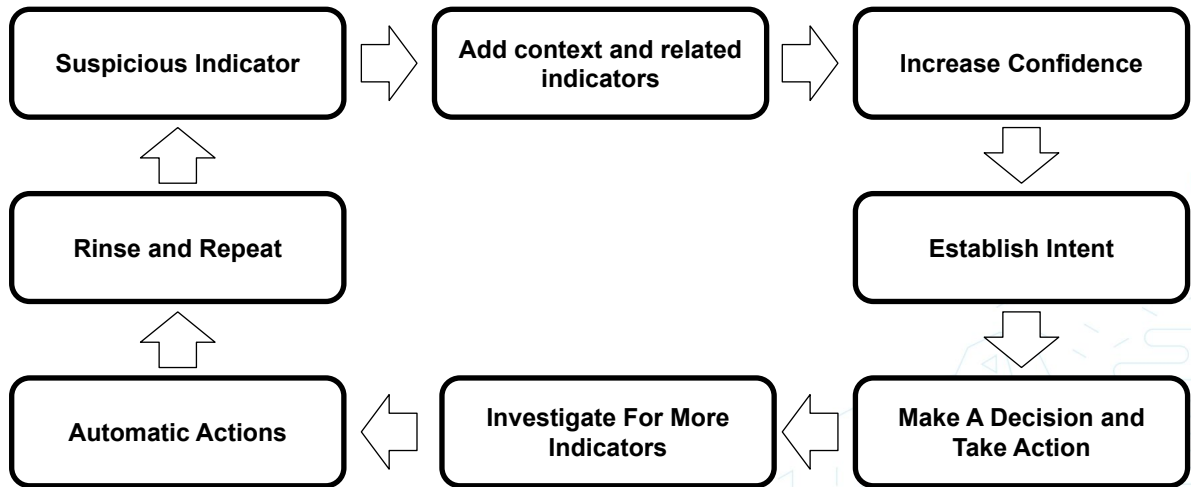 Suspicious Indicator
Add context and related
indicators
Increase Confidence
Rinse and Repeat
Establish Intent
Automatic Actions
Investigate For More
Indicators
Make A Decision and
Take Action